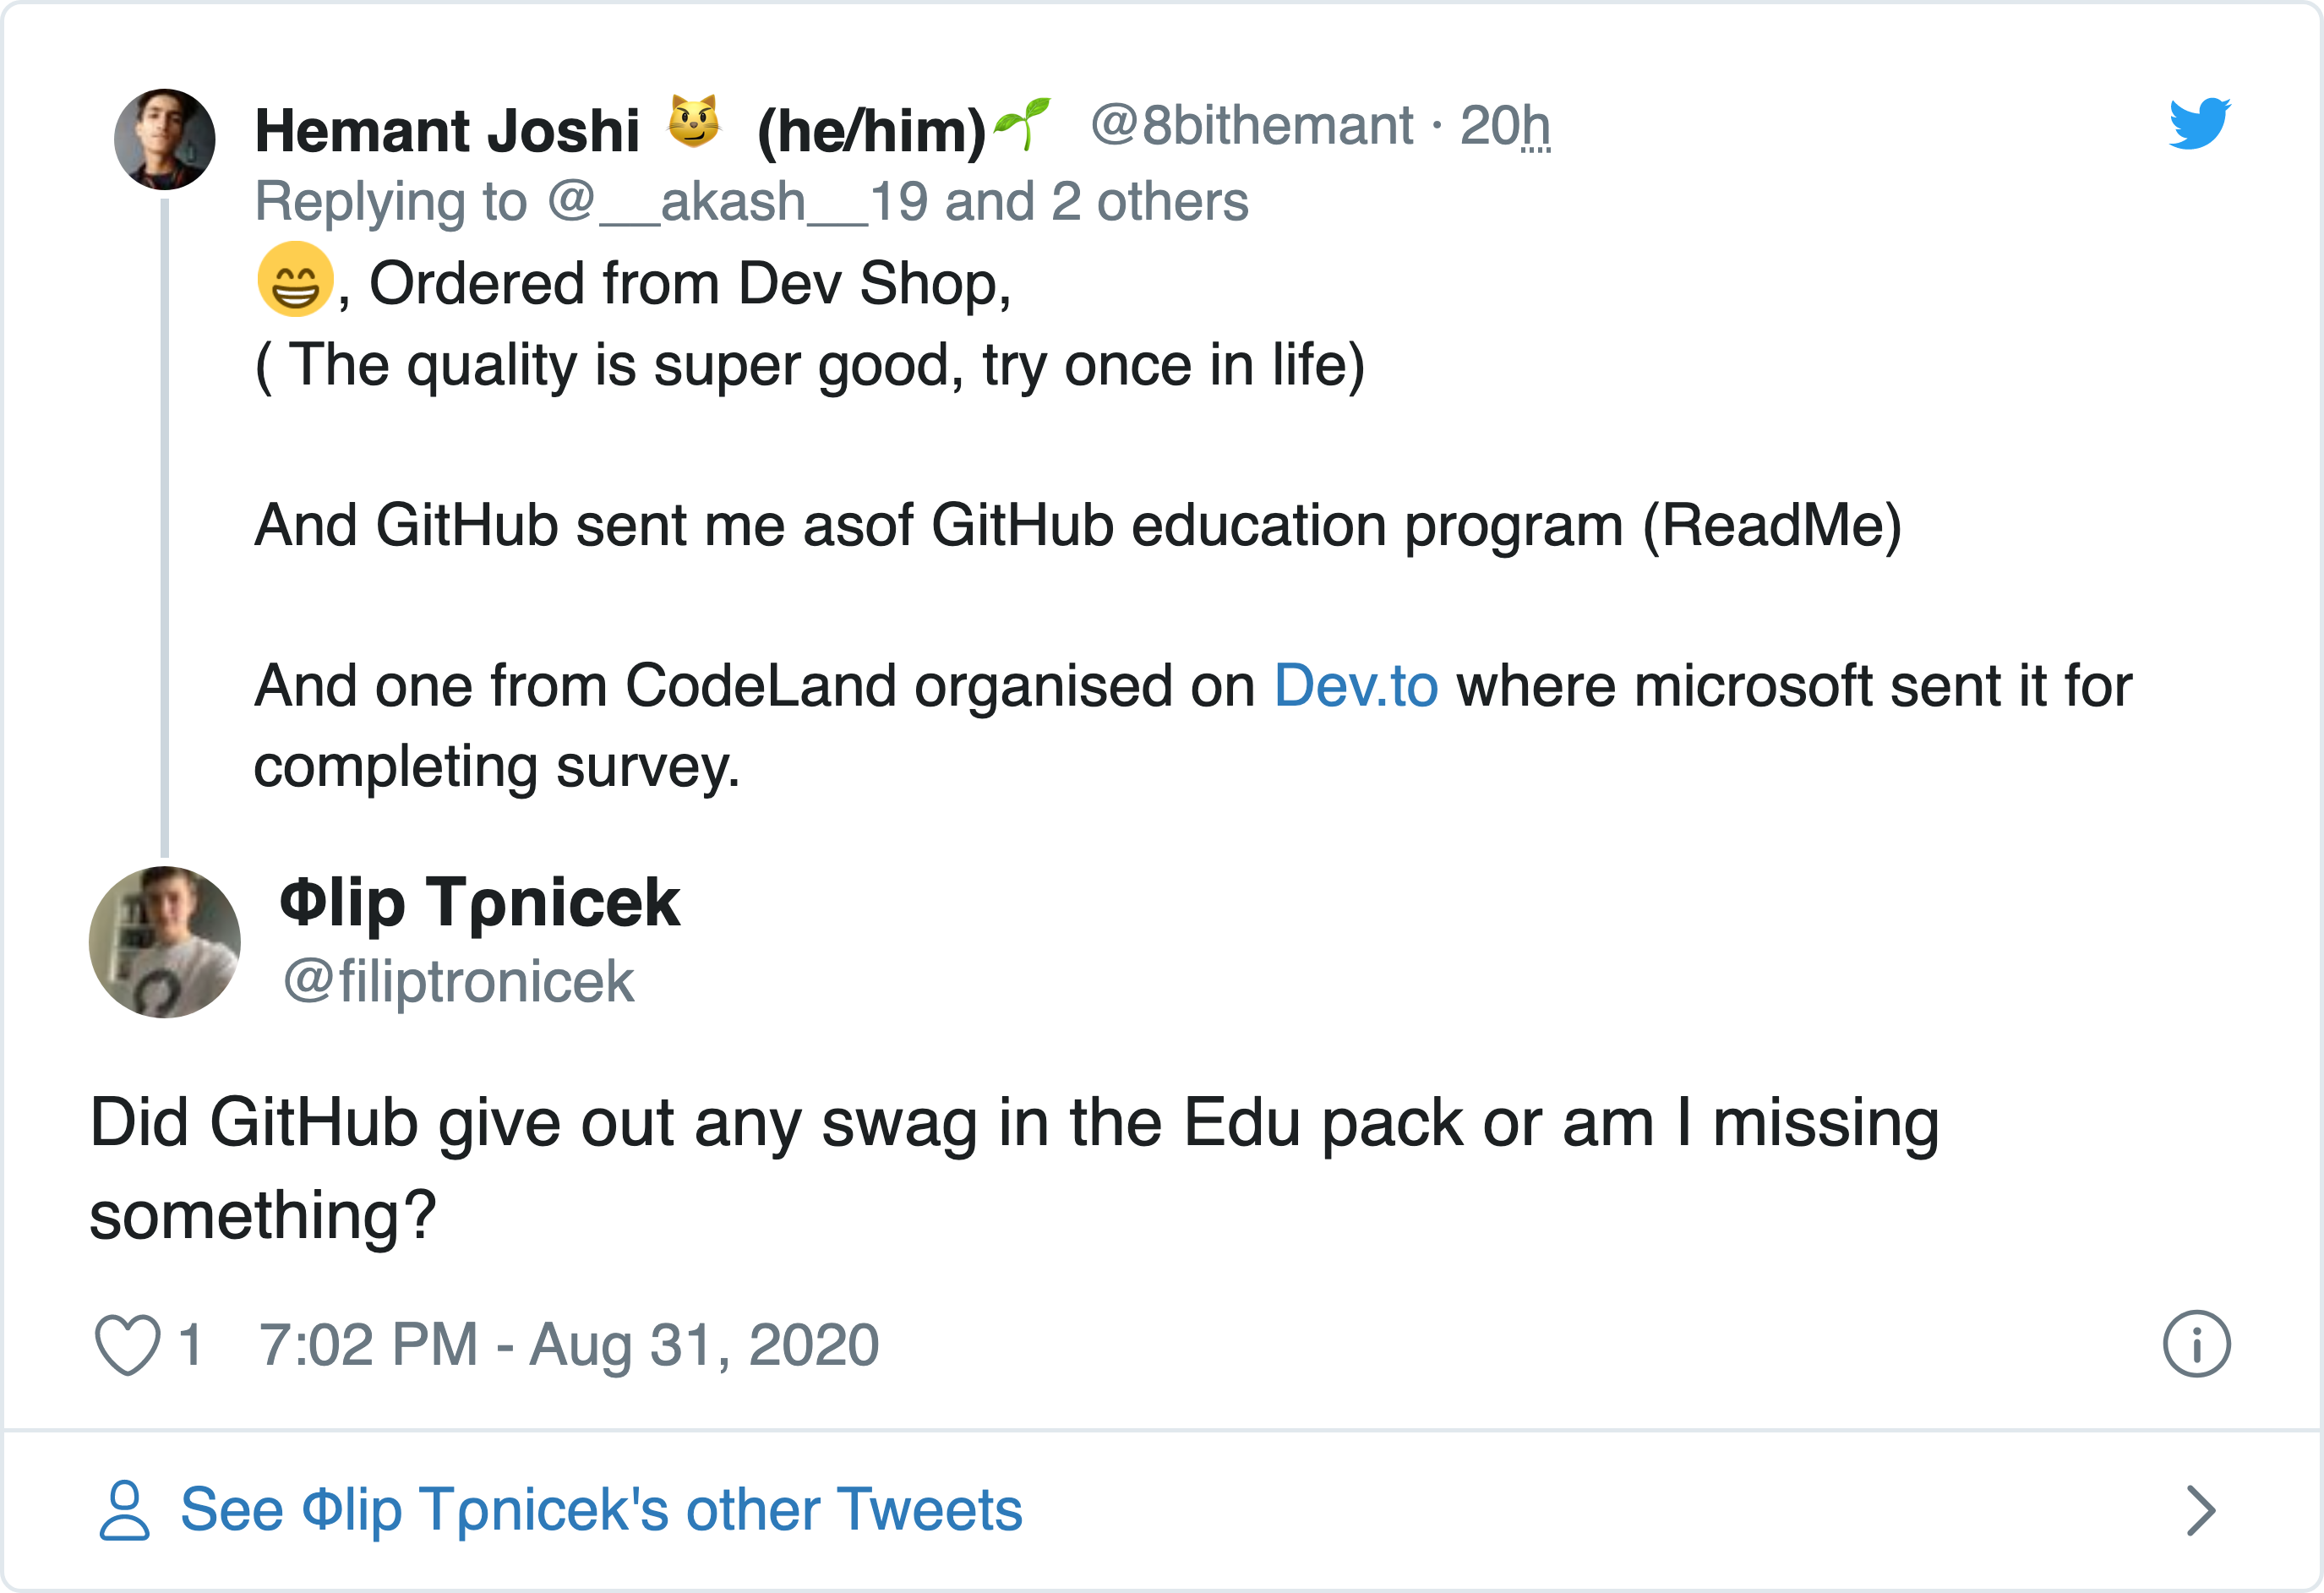 Hemant Joshi 😼 (he/him)🌱 @8bithemant · 20h
Replying to @__akash__19 and 2 others
😁, Ordered from Dev Shop,
( The quality is super good, try once in life)
And GitHub sent me asof GitHub education program (ReadMe)
And one from CodeLand organised on Dev.to where microsoft sent it for
completing survey.
Φlip Tρnicek
@filiptronicek
Did GitHub give out any swag in the Edu pack or am I missing
something?
1 7:02 PM - Aug 31, 2020
See Φlip Tρnicek's other Tweets